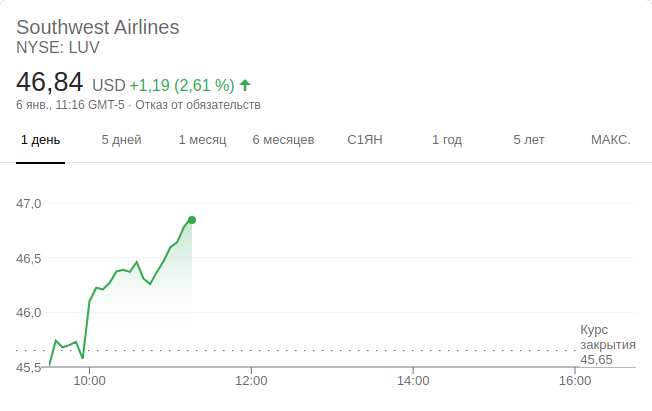 Southwest Airlines
NYSE: LUV
46,84 USD +1,19 (2,61 %)
6 янв., 11:16 GMT-5 · Отказ от обязательств
1 день 5 дней 1 месяц 6 месяцев С1ЯН 1 год 5 лет МАКС.
47,0
46,5
46,0
45,5
Курс
закрытия
45,65
10:00 12:00 14:00 16:00